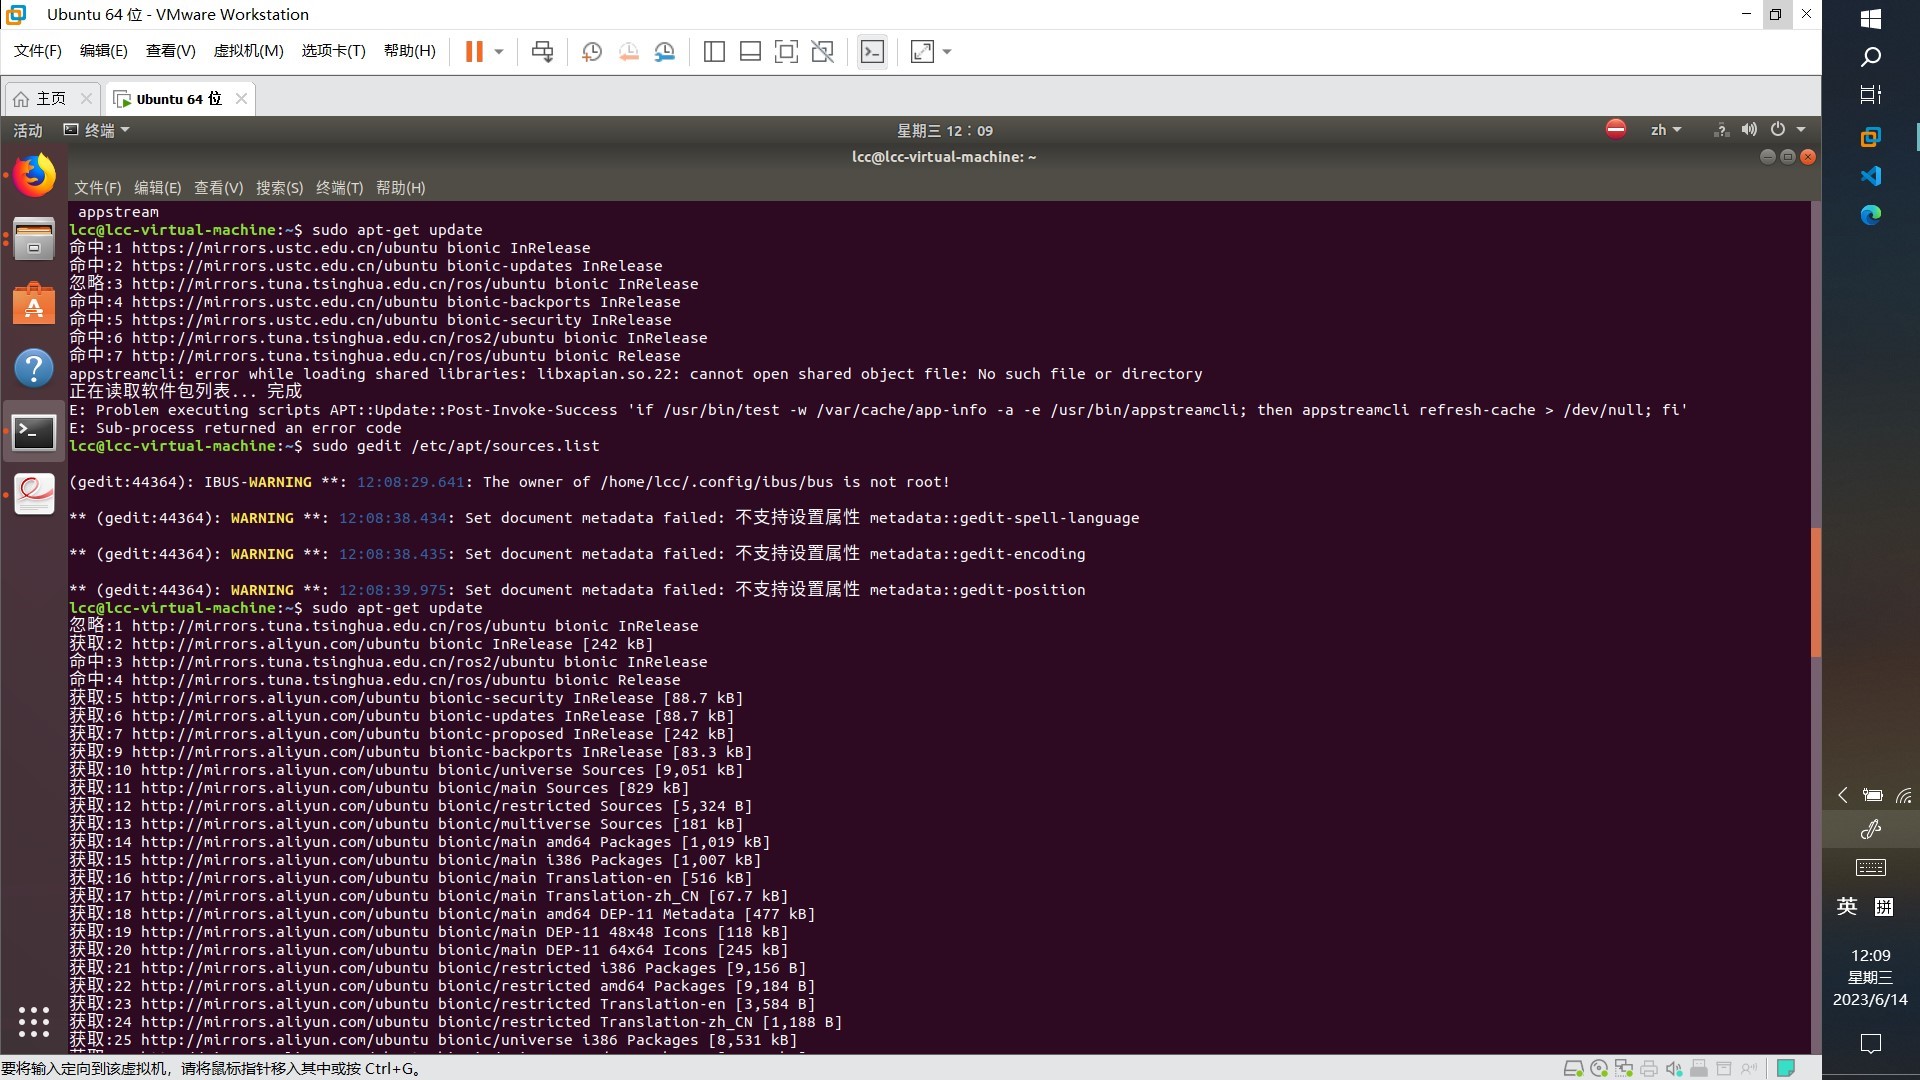 Ubuntu 64 位 - VMware Workstation
文件(F) 编辑(E) 查看(V) 虚拟机(M) 选项卡(T) 帮助(H)
主页
Ubuntu 64 位
活动 终端 星期三 12：09 zh
lcc@lcc-virtual-machine: ~
文件(F) 编辑(E) 查看(V) 搜索(S) 终端(T) 帮助(H)
appstream
lcc@lcc-virtual-machine:~$ sudo apt-get update
命中:1 https://mirrors.ustc.edu.cn/ubuntu bionic InRelease
命中:2 https://mirrors.ustc.edu.cn/ubuntu bionic-updates InRelease
忽略:3 http://mirrors.tuna.tsinghua.edu.cn/ros/ubuntu bionic InRelease
命中:4 https://mirrors.ustc.edu.cn/ubuntu bionic-backports InRelease
命中:5 https://mirrors.ustc.edu.cn/ubuntu bionic-security InRelease
命中:6 http://mirrors.tuna.tsinghua.edu.cn/ros2/ubuntu bionic InRelease
命中:7 http://mirrors.tuna.tsinghua.edu.cn/ros/ubuntu bionic Release
appstreamcli: error while loading shared libraries: libxapian.so.22: cannot open shared object file: No such file or directory
正在读取软件包列表... 完成
E: Problem executing scripts APT::Update::Post-Invoke-Success 'if /usr/bin/test -w /var/cache/app-info -a -e /usr/bin/appstreamcli; then appstreamcli refresh-cache > /dev/null; fi'
E: Sub-process returned an error code
lcc@lcc-virtual-machine:~$ sudo gedit /etc/apt/sources.list
(gedit:44364): IBUS-WARNING **: 12:08:29.641: The owner of /home/lcc/.config/ibus/bus is not root!
** (gedit:44364): WARNING **: 12:08:38.434: Set document metadata failed: 不支持设置属性 metadata::gedit-spell-language
** (gedit:44364): WARNING **: 12:08:38.435: Set document metadata failed: 不支持设置属性 metadata::gedit-encoding
** (gedit:44364): WARNING **: 12:08:39.975: Set document metadata failed: 不支持设置属性 metadata::gedit-position
lcc@lcc-virtual-machine:~$ sudo apt-get update
忽略:1 http://mirrors.tuna.tsinghua.edu.cn/ros/ubuntu bionic InRelease
获取:2 http://mirrors.aliyun.com/ubuntu bionic InRelease [242 kB]
命中:3 http://mirrors.tuna.tsinghua.edu.cn/ros2/ubuntu bionic InRelease
命中:4 http://mirrors.tuna.tsinghua.edu.cn/ros/ubuntu bionic Release
获取:5 http://mirrors.aliyun.com/ubuntu bionic-security InRelease [88.7 kB]
获取:6 http://mirrors.aliyun.com/ubuntu bionic-updates InRelease [88.7 kB]
获取:7 http://mirrors.aliyun.com/ubuntu bionic-proposed InRelease [242 kB]
获取:9 http://mirrors.aliyun.com/ubuntu bionic-backports InRelease [83.3 kB]
获取:10 http://mirrors.aliyun.com/ubuntu bionic/universe Sources [9,051 kB]
获取:11 http://mirrors.aliyun.com/ubuntu bionic/main Sources [829 kB]
获取:12 http://mirrors.aliyun.com/ubuntu bionic/restricted Sources [5,324 B]
获取:13 http://mirrors.aliyun.com/ubuntu bionic/multiverse Sources [181 kB]
获取:14 http://mirrors.aliyun.com/ubuntu bionic/main amd64 Packages [1,019 kB]
获取:15 http://mirrors.aliyun.com/ubuntu bionic/main i386 Packages [1,007 kB]
获取:16 http://mirrors.aliyun.com/ubuntu bionic/main Translation-en [516 kB]
获取:17 http://mirrors.aliyun.com/ubuntu bionic/main Translation-zh_CN [67.7 kB]
获取:18 http://mirrors.aliyun.com/ubuntu bionic/main amd64 DEP-11 Metadata [477 kB]
获取:19 http://mirrors.aliyun.com/ubuntu bionic/main DEP-11 48x48 Icons [118 kB]
获取:20 http://mirrors.aliyun.com/ubuntu bionic/main DEP-11 64x64 Icons [245 kB]
获取:21 http://mirrors.aliyun.com/ubuntu bionic/restricted i386 Packages [9,156 B]
获取:22 http://mirrors.aliyun.com/ubuntu bionic/restricted amd64 Packages [9,184 B]
获取:23 http://mirrors.aliyun.com/ubuntu bionic/restricted Translation-en [3,584 B]
获取:24 http://mirrors.aliyun.com/ubuntu bionic/restricted Translation-zh_CN [1,188 B]
获取:25 http://mirrors.aliyun.com/ubuntu bionic/universe i386 Packages [8,531 kB]
要将输入定向到该虚拟机，请将鼠标指针移入其中或按 Ctrl+G。
英 拼
12:09
星期三
2023/6/14